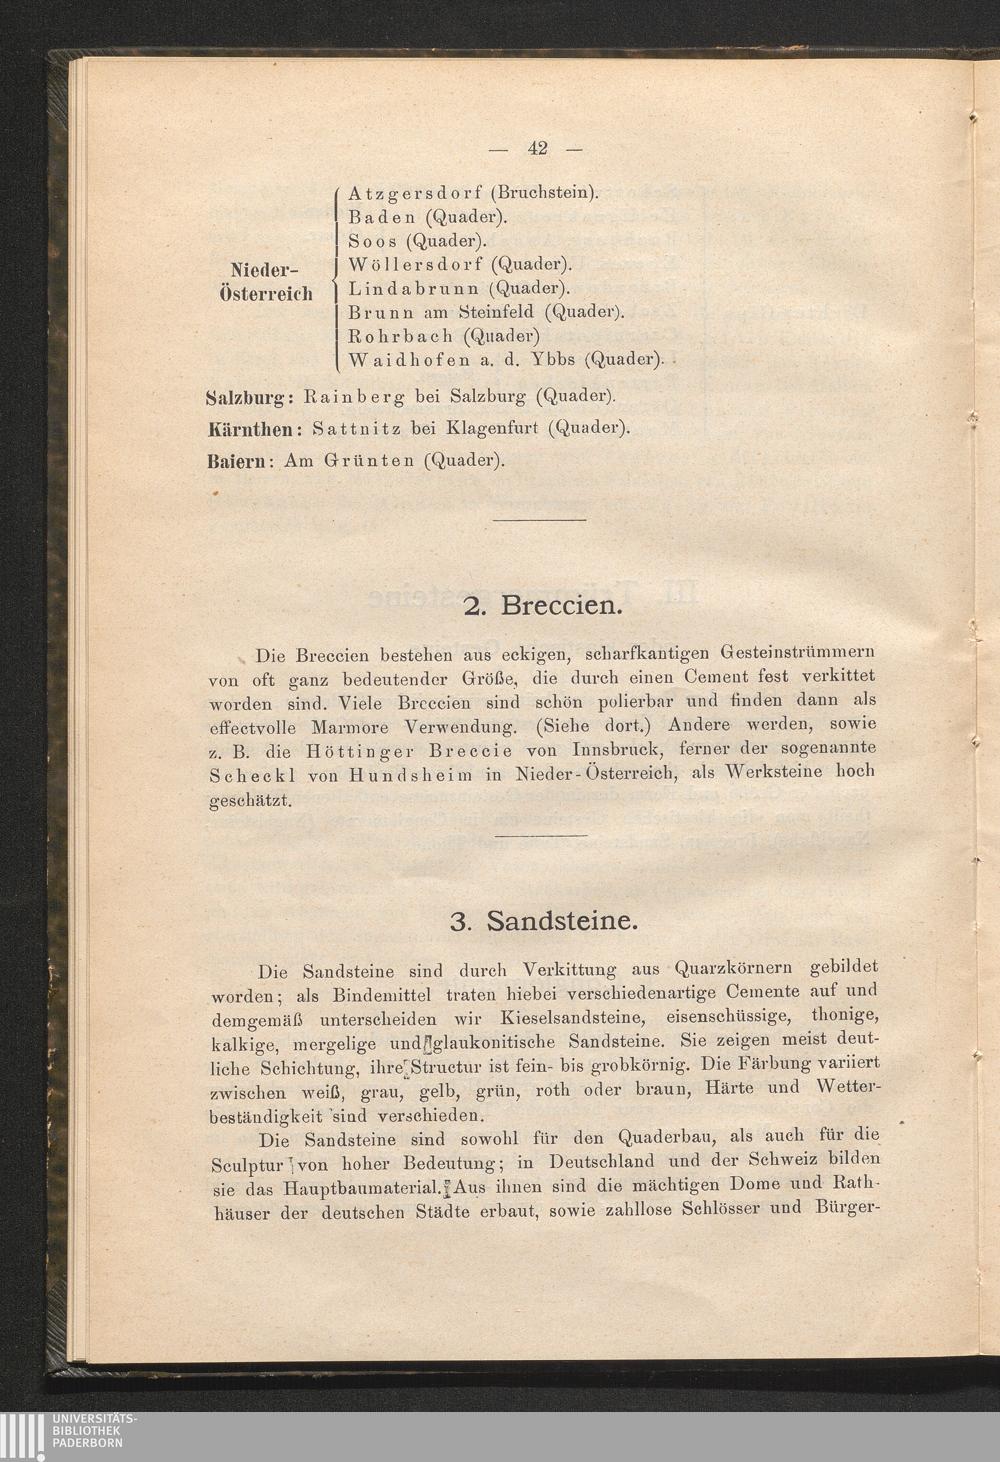 — 42 —
Atzgersdorf (Bruchstein).
Baden (Quader).
Soos (Quader).
Wöllersdorf (Quader).
Nieder-
Österreich
Lindabrunn (Quader).
Brunn am Steinfeld (Quader).
Rohrbach (Quader)
Waidhofen a. d. Ybbs (Quader).
Salzburg: Rainberg bei Salzburg (Quader).
Kärnthen: Sattnitz bei Klagenfurt (Quader).
Baiern: Am Grünten (Quader).
2. Breccien.
Die Breccien bestehen aus eckigen, scharfkantigen Gesteinstrümmern
von oft ganz bedeutender Größe, die durch einen Cement fest verkittet
worden sind. Viele Breccien sind schön polierbar und finden dann als
effectvolle Marmore Verwendung. (Siehe dort.) Andere werden, sowie
z. B. die Höttinger Breccie von Innsbruck, ferner der sogenannte
Scheckl von Hundsheim in Nieder-Österreich, als Werksteine hoch
geschätzt.
3. Sandsteine.
Die Sandsteine sind durch Verkittung aus Quarzkörnern gebildet
worden; als Bindemittel traten hiebei verschiedenartige Cemente auf und
demgemäß unterscheiden wir Kieselsandsteine, eisenschüssige, thonige,
kalkige, mergelige und glaukonitische Sandsteine. Sie zeigen meist deut-
liche Schichtung, ihre Structur ist fein- bis grobkörnig. Die Färbung variiert
zwischen weiß, grau, gelb, grün, roth oder braun, Härte und Wetter-
beständigkeit sind verschieden.
Die Sandsteine sind sowohl für den Quaderbau, als auch für die
Sculptur von hoher Bedeutung; in Deutschland und der Schweiz bilden
sie das Hauptbaumaterial. Aus ihnen sind die mächtigen Dome und Rath-
häuser der deutschen Städte erbaut, sowie zahllose Schlösser und Bürger-
UNIVERSITÄTS-
BIBLIOTHEK
PADERBORN